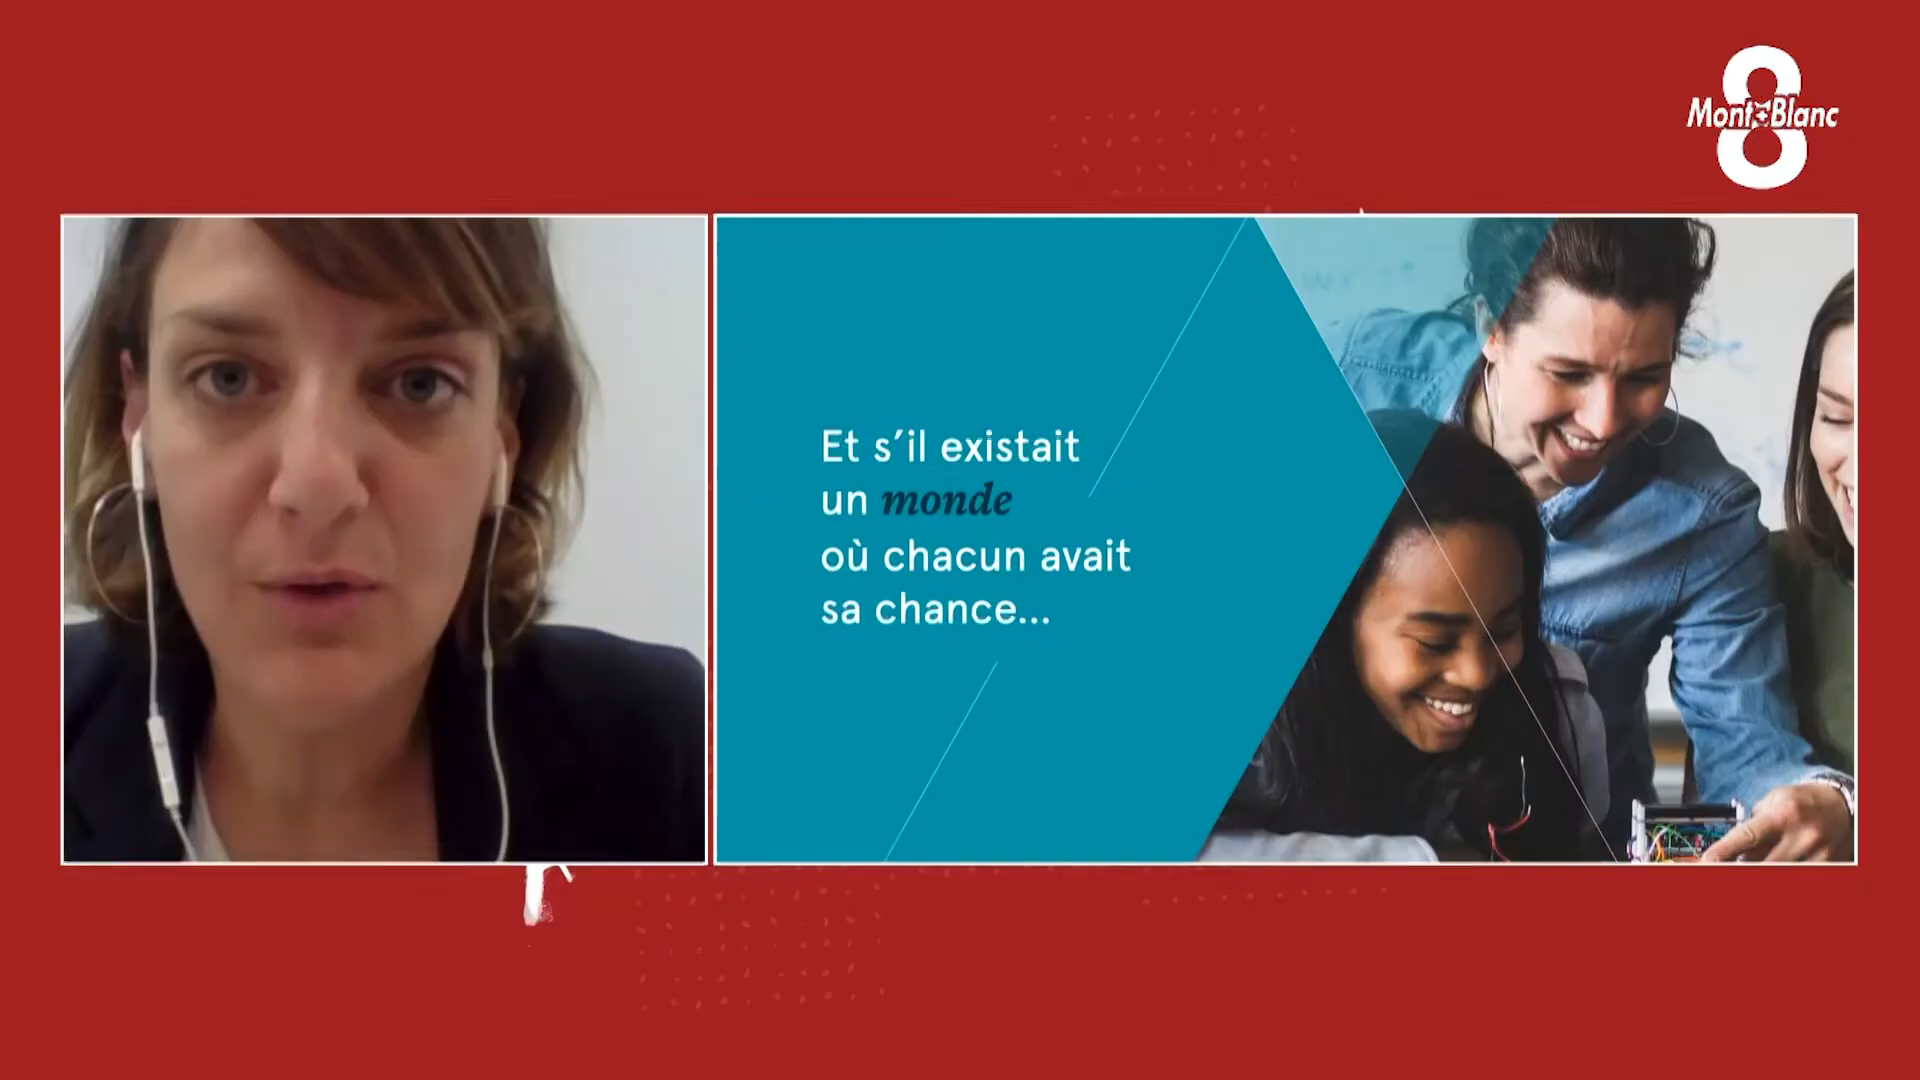 8
Mont-Blanc
Et s’il existait
un monde
où chacun avait
sa chance...